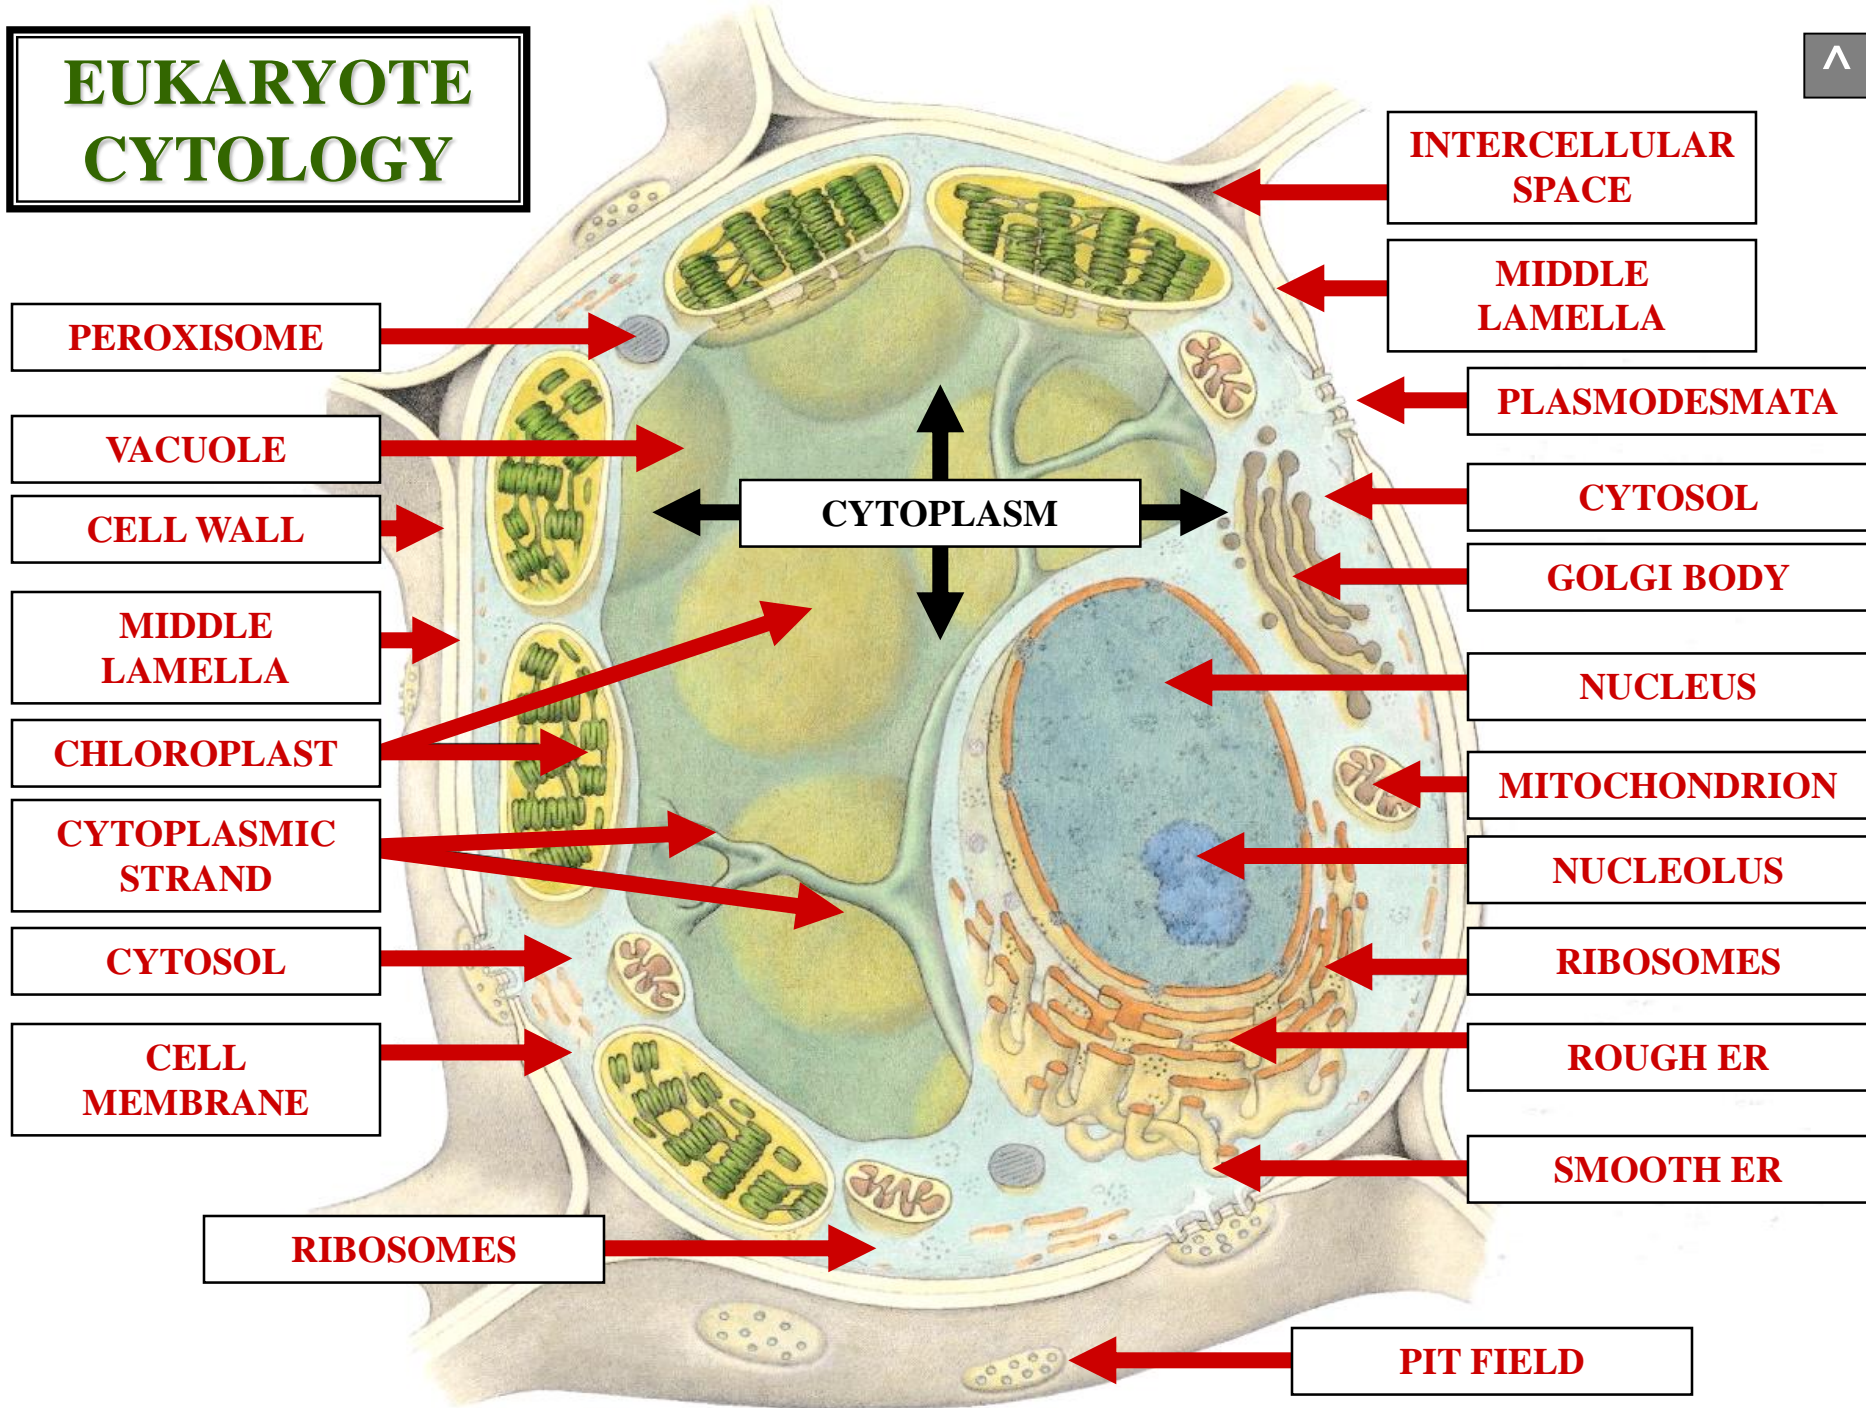 EUKARYOTE
CYTOLOGY
^
INTERCELLULAR
SPACE
MIDDLE
LAMELLA
PEROXISOME
PLASMODESMATA
VACUOLE
CYTOSOL
CYTOPLASM
CELL WALL
GOLGI BODY
MIDDLE
LAMELLA
NUCLEUS
CHLOROPLAST
MITOCHONDRION
CYTOPLASMIC
STRAND
NUCLEOLUS
CYTOSOL
RIBOSOMES
CELL
MEMBRANE
ROUGH ER
SMOOTH ER
RIBOSOMES
PIT FIELD